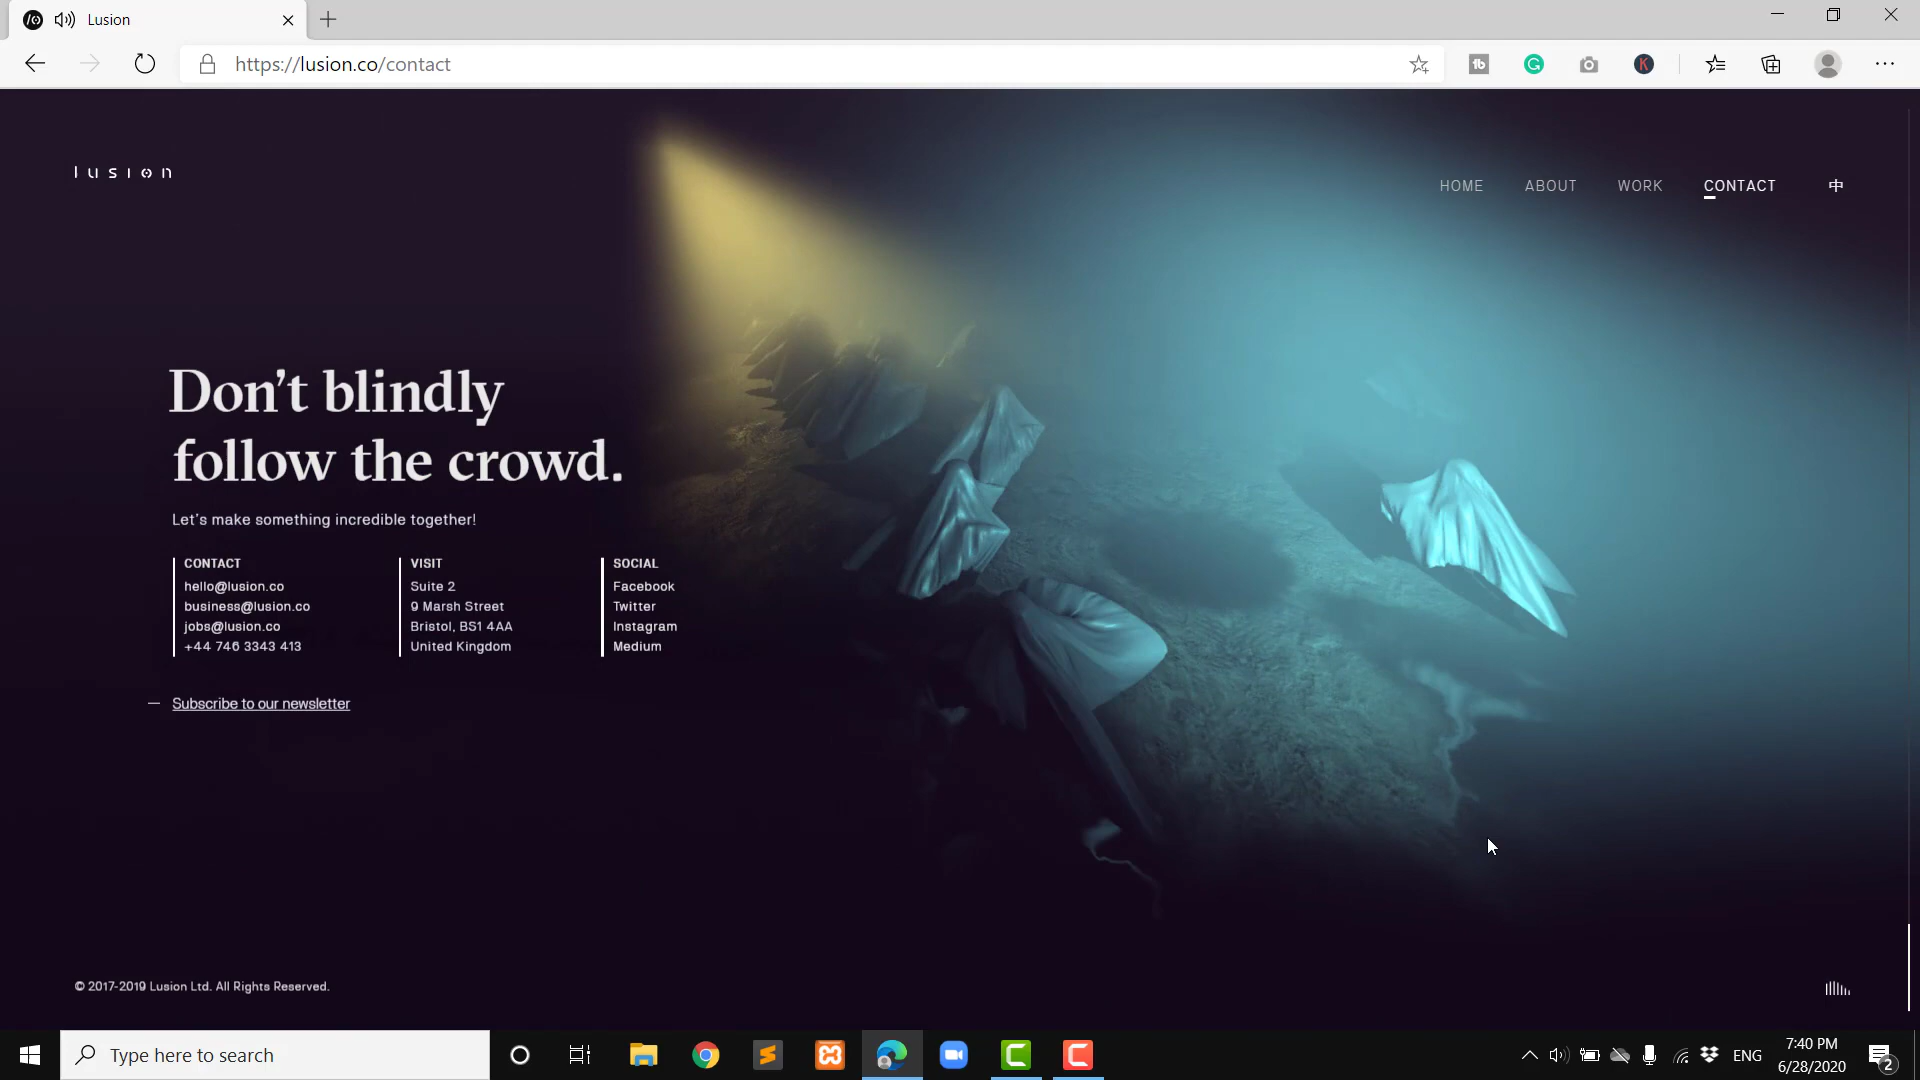 Lusion
https://lusion.co/contact
lusion
HOME ABOUT WORK CONTACT 中
Don't blindly
follow the crowd.
Let's make something incredible together!
CONTACT
hello@lusion.co
business@lusion.co
jobs@lusion.co
+44 746 3343 413
VISIT
Suite 2
9 Marsh Street
Bristol, BS1 4AA
United Kingdom
SOCIAL
Facebook
Twitter
Instagram
Medium
Subscribe to our newsletter
© 2017-2019 Lusion Ltd. All Rights Reserved.
Type here to search
ENG
7:40 PM
6/28/2020
2